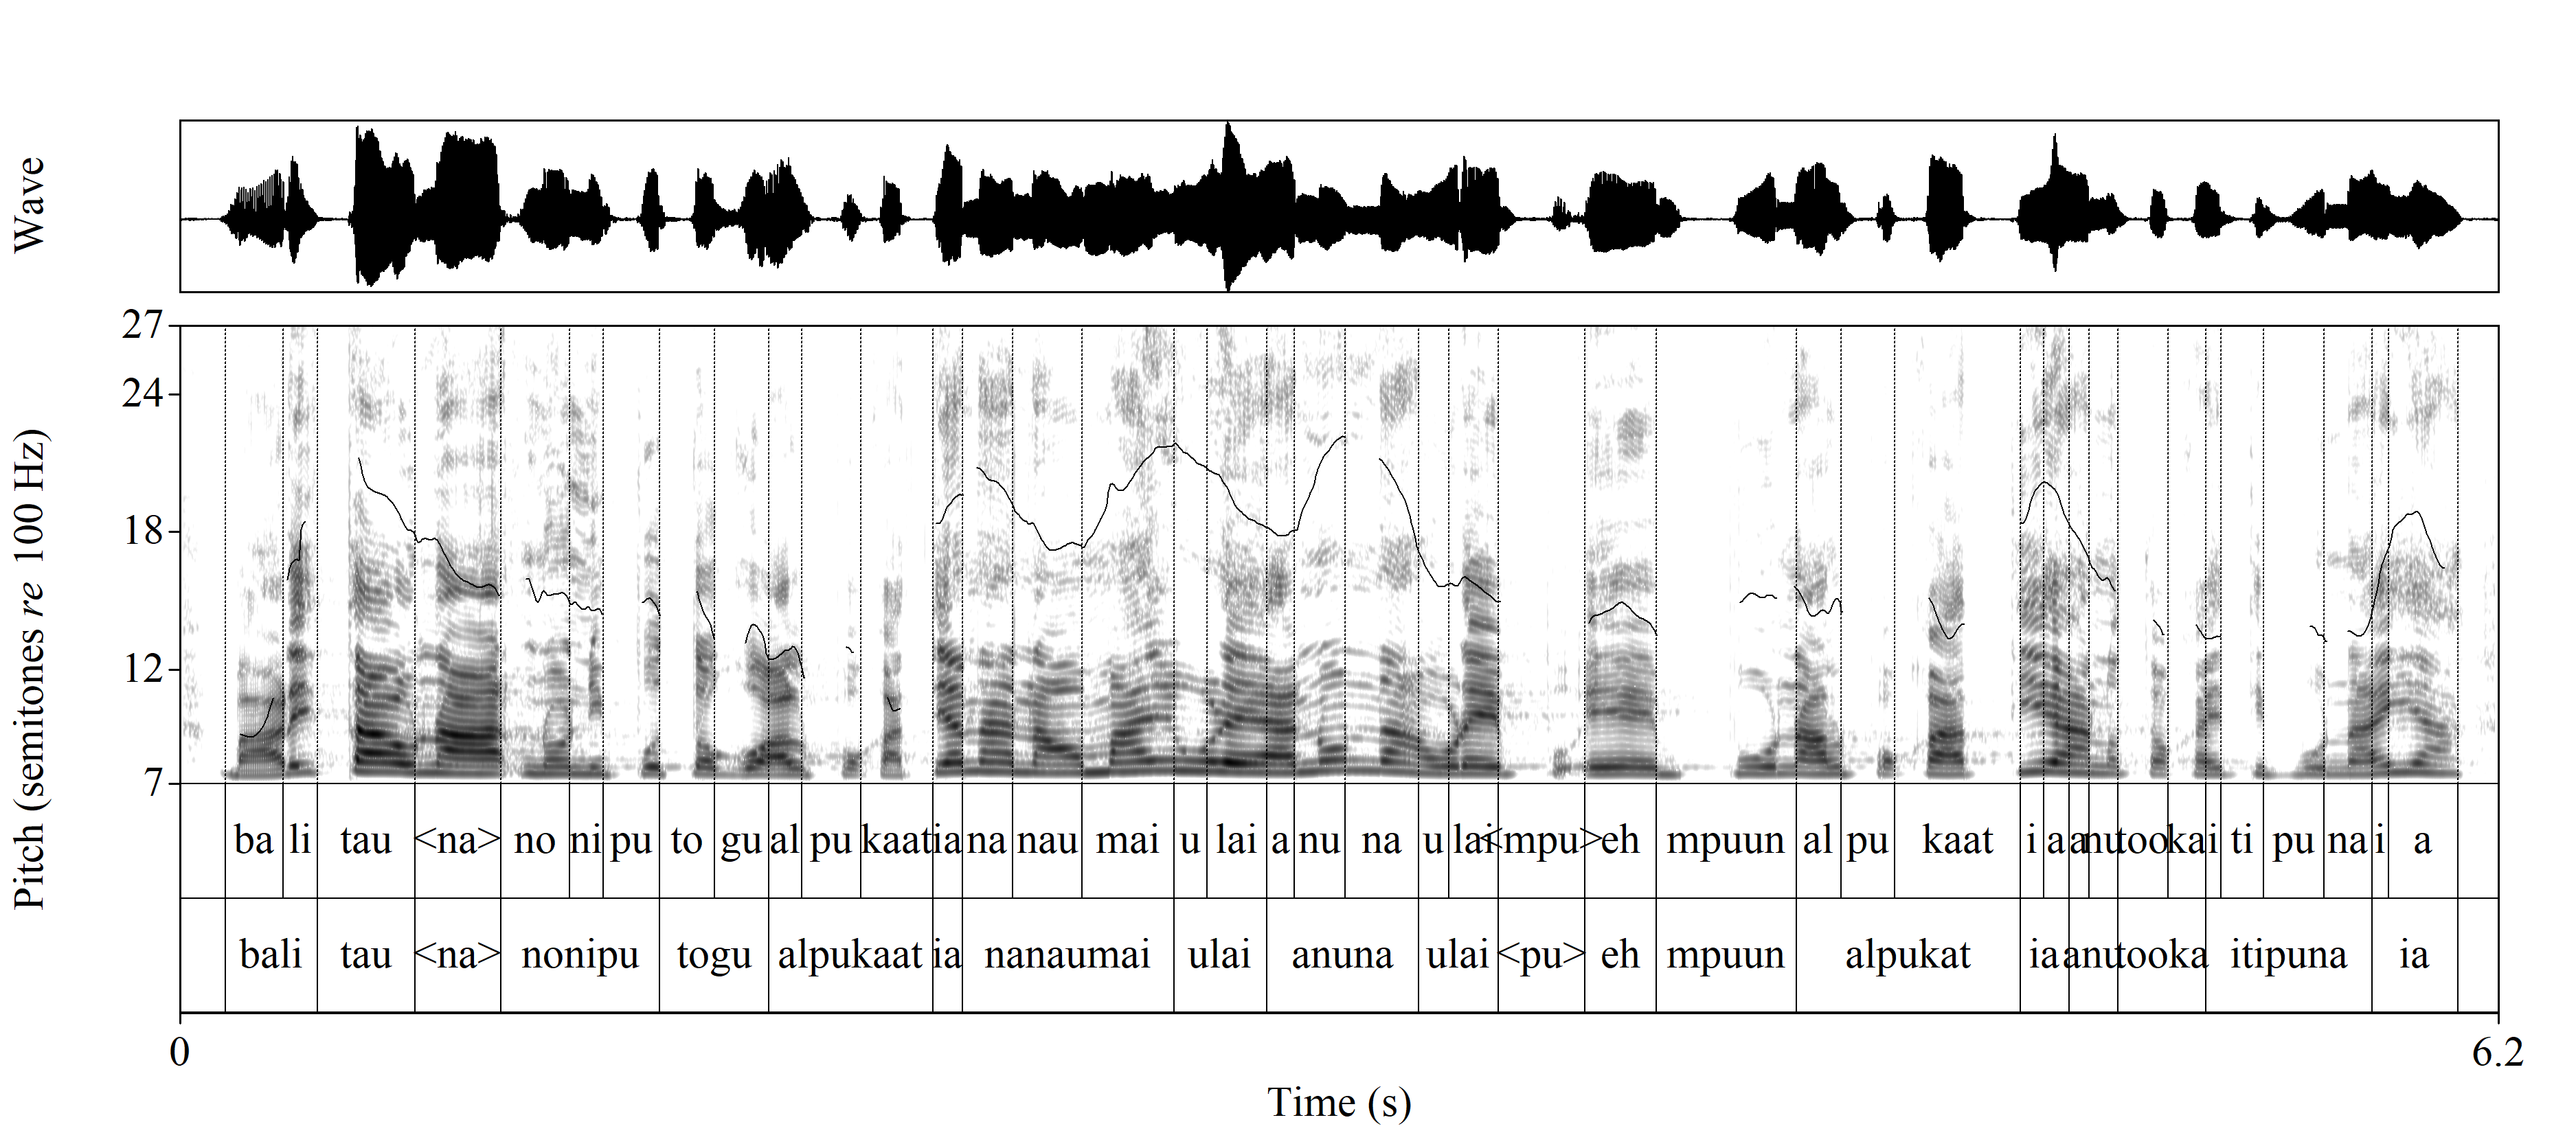 Wave
Pitch (semitones re 100 Hz)
27
24
18
12
7
ba li tau <na> no ni pu to gu al pu kaat ia na nau mai u lai a nu na u lai <mpu> eh mpuun al pu kaat i a a nu too ka i ti pu na i a
bali tau <na> nonipu togu alpukaat ia nanaumai ulai anuna ulai <pu> eh mpuun alpukat ia anu tooka itipuna ia
0 6.2
Time (s)